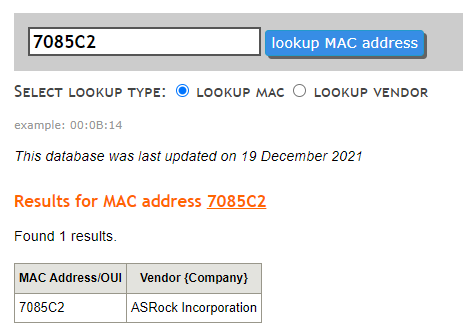 7085C2 lookup MAC address
SELECT LOOKUP TYPE: LOOKUP MAC LOOKUP VENDOR
example: 00:0B:14
This database was last updated on 19 December 2021
Results for MAC address 7085C2
Found 1 results.
MAC Address/OUI Vendor {Company}
7085C2 ASRock Incorporation